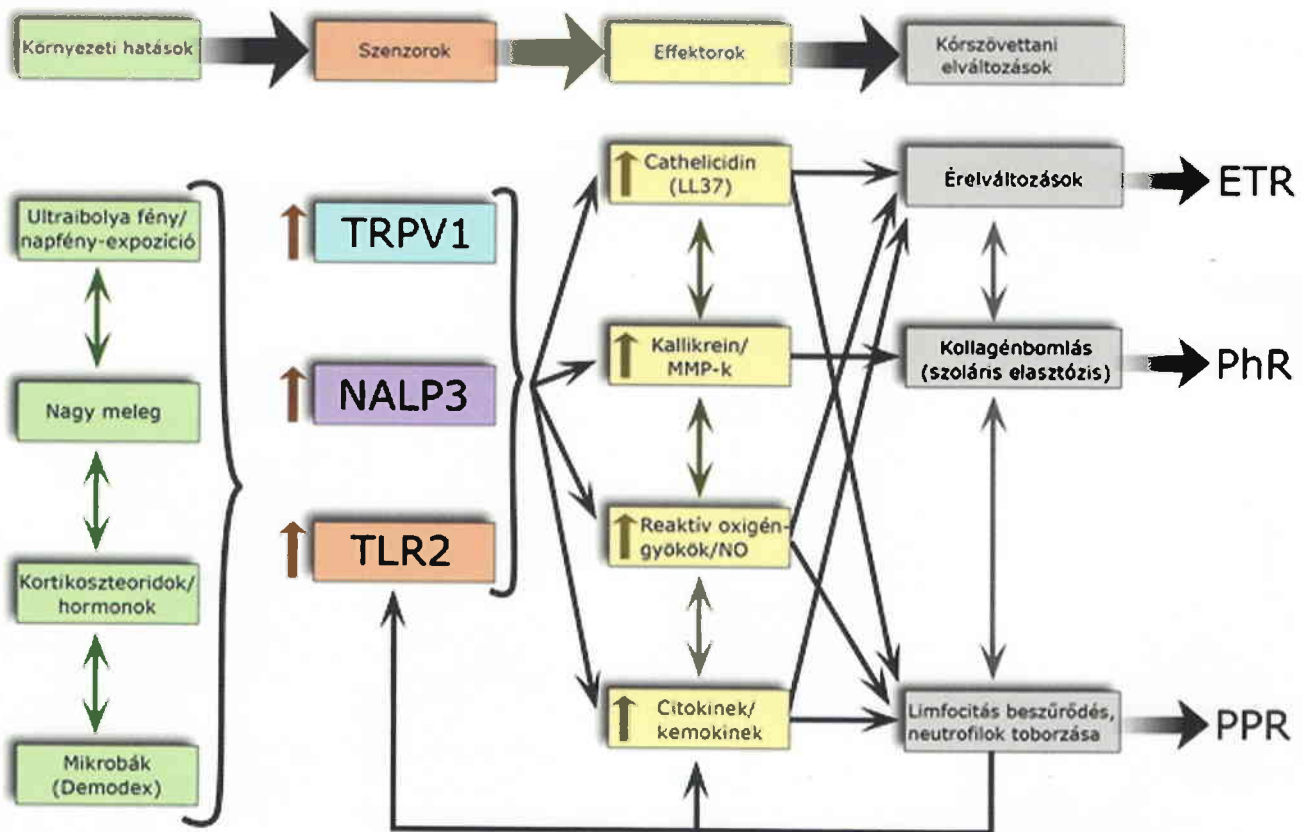 Környezeti hatások
Szenzorok
Effektorok
Kórszövettani
elváltozások
Ultraibolya fény/
napfény-expozíció
Nagy meleg
Kortikoszteoridok/
hormonok
Mikrobák
(Demodex)
TRPV1
NALP3
TLR2
Cathelicidin
(LL37)
Kallikrein/
MMP-k
Reaktív oxigén-
gyökök/NO
Citokinek/
kemokinek
Érelváltozások
Kollagénbomlás
(szoláris elasztózis)
Limfocitás beszűrődés,
neutrofilok toborzása
ETR
PhR
PPR